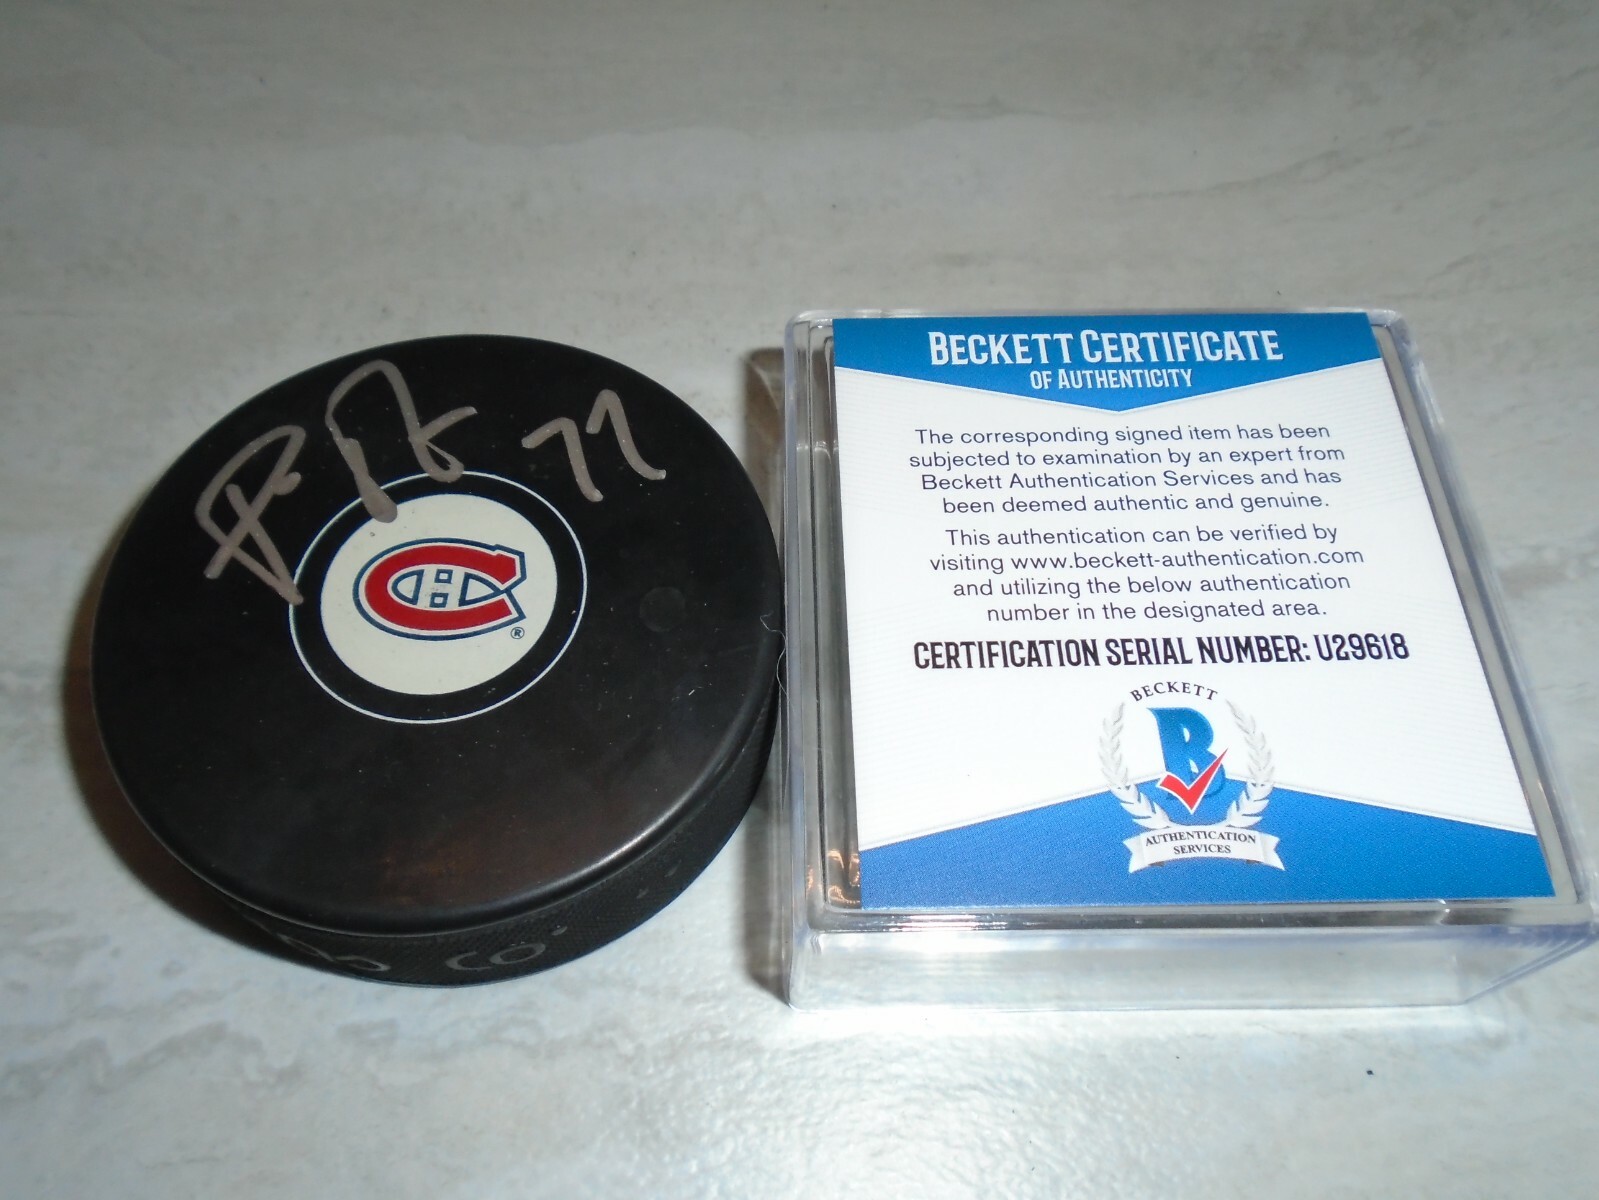 77
®
BECKETT CERTIFICATE
OF AUTHENTICITY
The corresponding signed item has been
subjected to examination by an expert from
Beckett Authentication Services and has
been deemed authentic and genuine.
This authentication can be verified by
visiting www.beckett-authentication.com
and utilizing the below authentication
number in the designated area.
CERTIFICATION SERIAL NUMBER: U29618
BECKETT
B
AUTHENTICATION
SERVICES